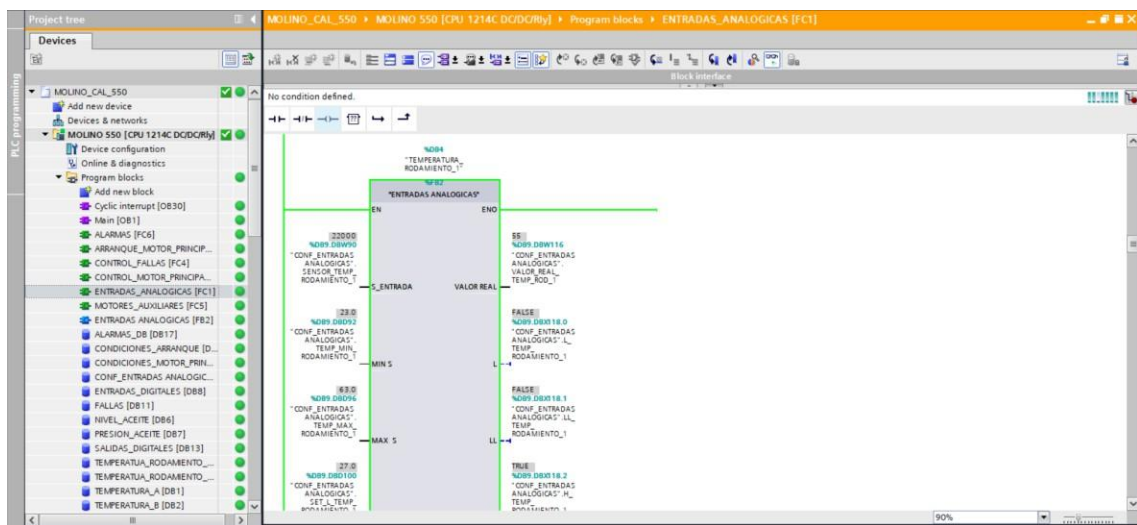 Project tree
MOLINO_CAL_550 ▸ MOLINO 550 [CPU 1214C DC/DC/Rly] ▸ Program blocks ▸ ENTRADAS_ANALOGICAS [FC1]
Devices
PLC programming
Block interface
MOLINO_CAL_550
Add new device
Devices & networks
MOLINO 550 [CPU 1214C DC/DC/Rly]
Device configuration
Online & diagnostics
Program blocks
Add new block
Cyclic interrupt [OB30]
Main [OB1]
ALARMAS [FC6]
ARRANQUE_MOTOR_PRINCIP...
CONTROL_FALLAS [FC4]
CONTROL_MOTOR_PRINCIPA...
ENTRADAS_ANALOGICAS [FC1]
MOTORES_AUXILIARES [FC5]
ENTRADAS ANALOGICAS [FB2]
ALARMAS_DB [DB17]
CONDICIONES_ARRANQUE [D...
CONDICIONES_MOTOR_PRIN...
CONF_ENTRADAS ANALOGIC...
ENTRADAS_DIGITALES [DB8]
FALLAS [DB11]
NIVEL_ACEITE [DB6]
PRESION_ACEITE [DB7]
SALIDAS_DIGITALES [DB13]
TEMPERATUA_RODAMIENTO_...
TEMPERATUA_RODAMIENTO_...
TEMPERATURA_A [DB1]
TEMPERATURA_B [DB2]
No condition defined.
%DB4
"TEMPERATURA_
RODAMIENTO_1"
%FB2
"ENTRADAS ANALOGICAS"
EN
ENO
22000
%DB9.DBW90
"CONF_ENTRADAS
ANALOGICAS".
SENSOR_TEMP_
RODAMIENTO_1
S_ENTRADA
55
%DB9.DBW116
"CONF_ENTRADAS
ANALOGICAS".
VALOR_REAL_
TEMP_ROD_1
VALOR REAL
23.0
%DB9.DBD92
"CONF_ENTRADAS
ANALOGICAS".
TEMP_MIN_
RODAMIENTO_1
MIN S
FALSE
%DB9.DBX118.0
"CONF_ENTRADAS
ANALOGICAS".L_
TEMP_
RODAMIENTO_1
L
63.0
%DB9.DBD96
"CONF_ENTRADAS
ANALOGICAS".
TEMP_MAX_
RODAMIENTO_1
MAX S
FALSE
%DB9.DBX118.1
"CONF_ENTRADAS
ANALOGICAS".LL_
TEMP_
RODAMIENTO_1
LL
27.0
%DB9.DBD100
"CONF_ENTRADAS
ANALOGICAS".
SET_L_TEMP_
RODAMIENTO_1
TRUE
%DB9.DBX118.2
"CONF_ENTRADAS
ANALOGICAS".H_
TEMP_
RODAMIENTO_1
90%